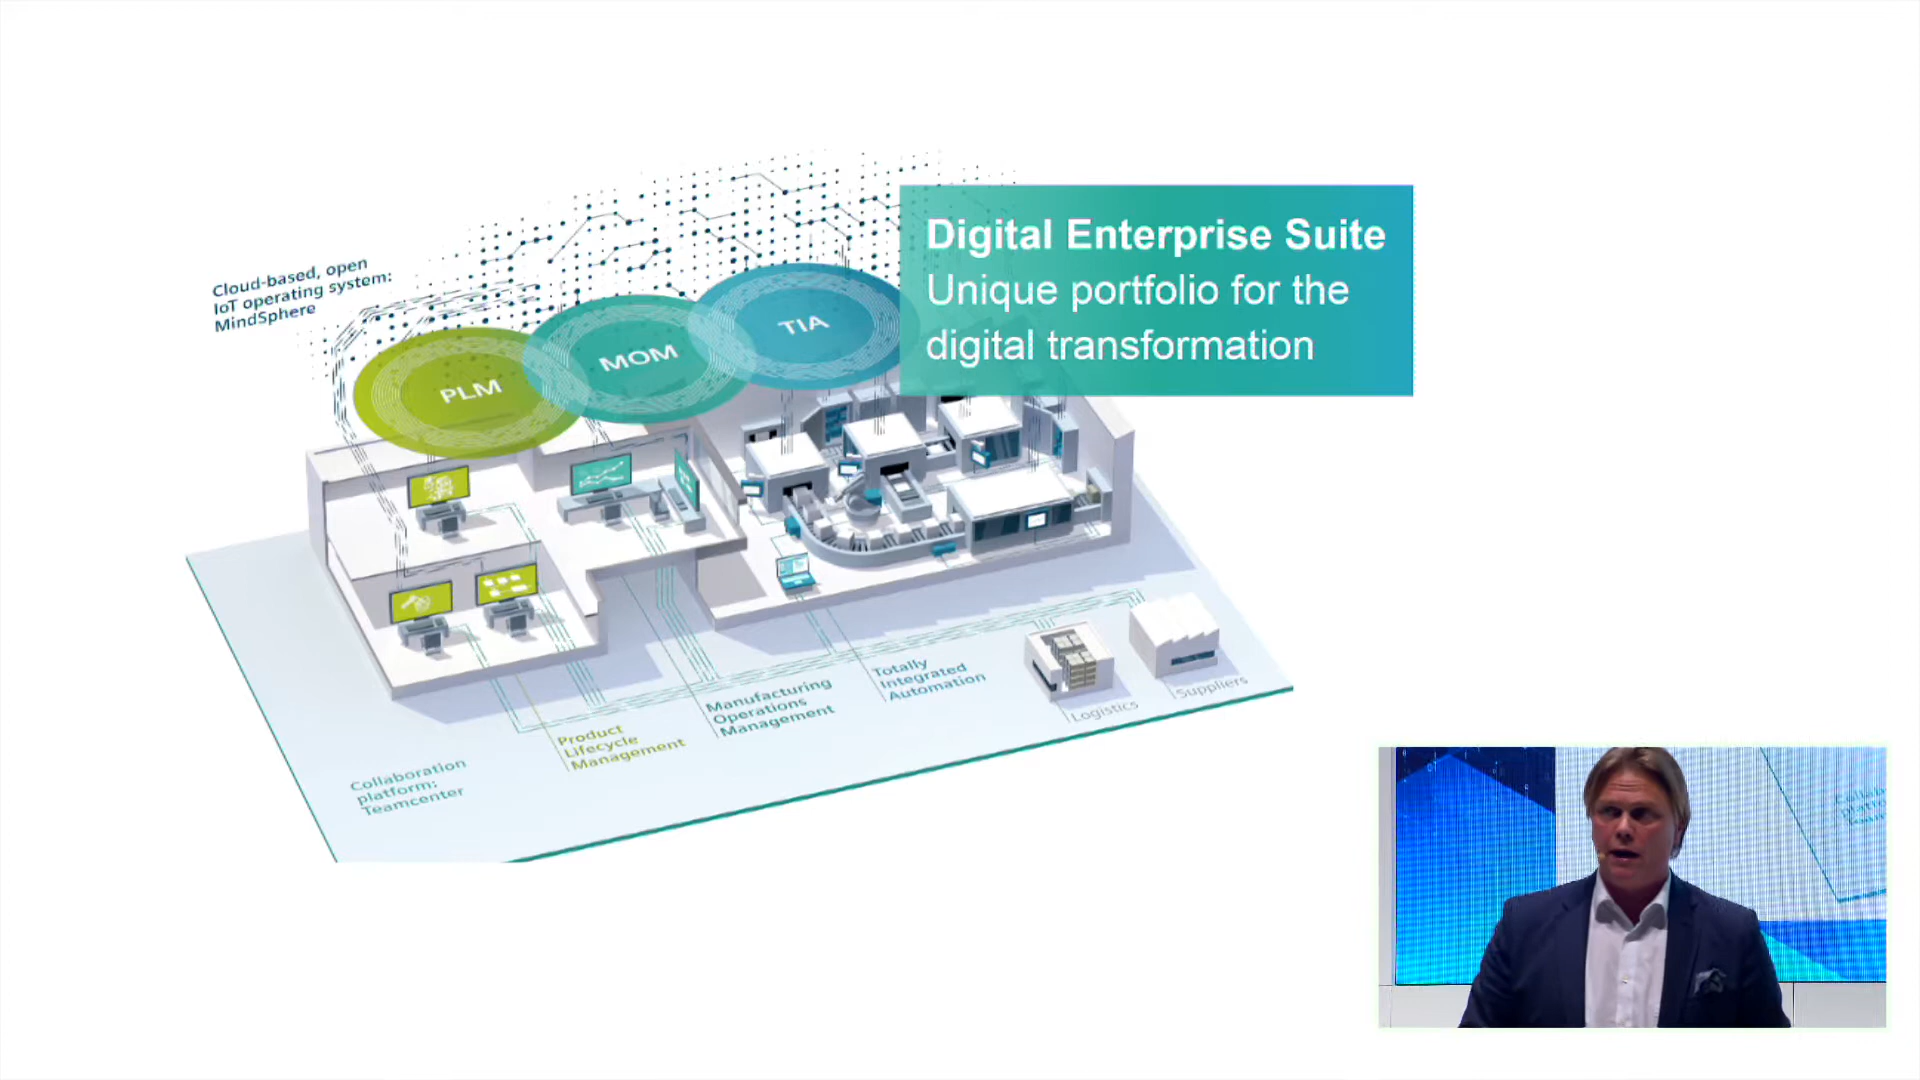 Digital Enterprise Suite
Unique portfolio for the
digital transformation
Cloud-based, open
IoT operating system:
MindSphere
PLM
MOM
TIA
Totally
Integrated
Automation
Manufacturing
Operations
Management
Product
Lifecycle
Management
Collaboration
platform:
Teamcenter
Logistics
Suppliers